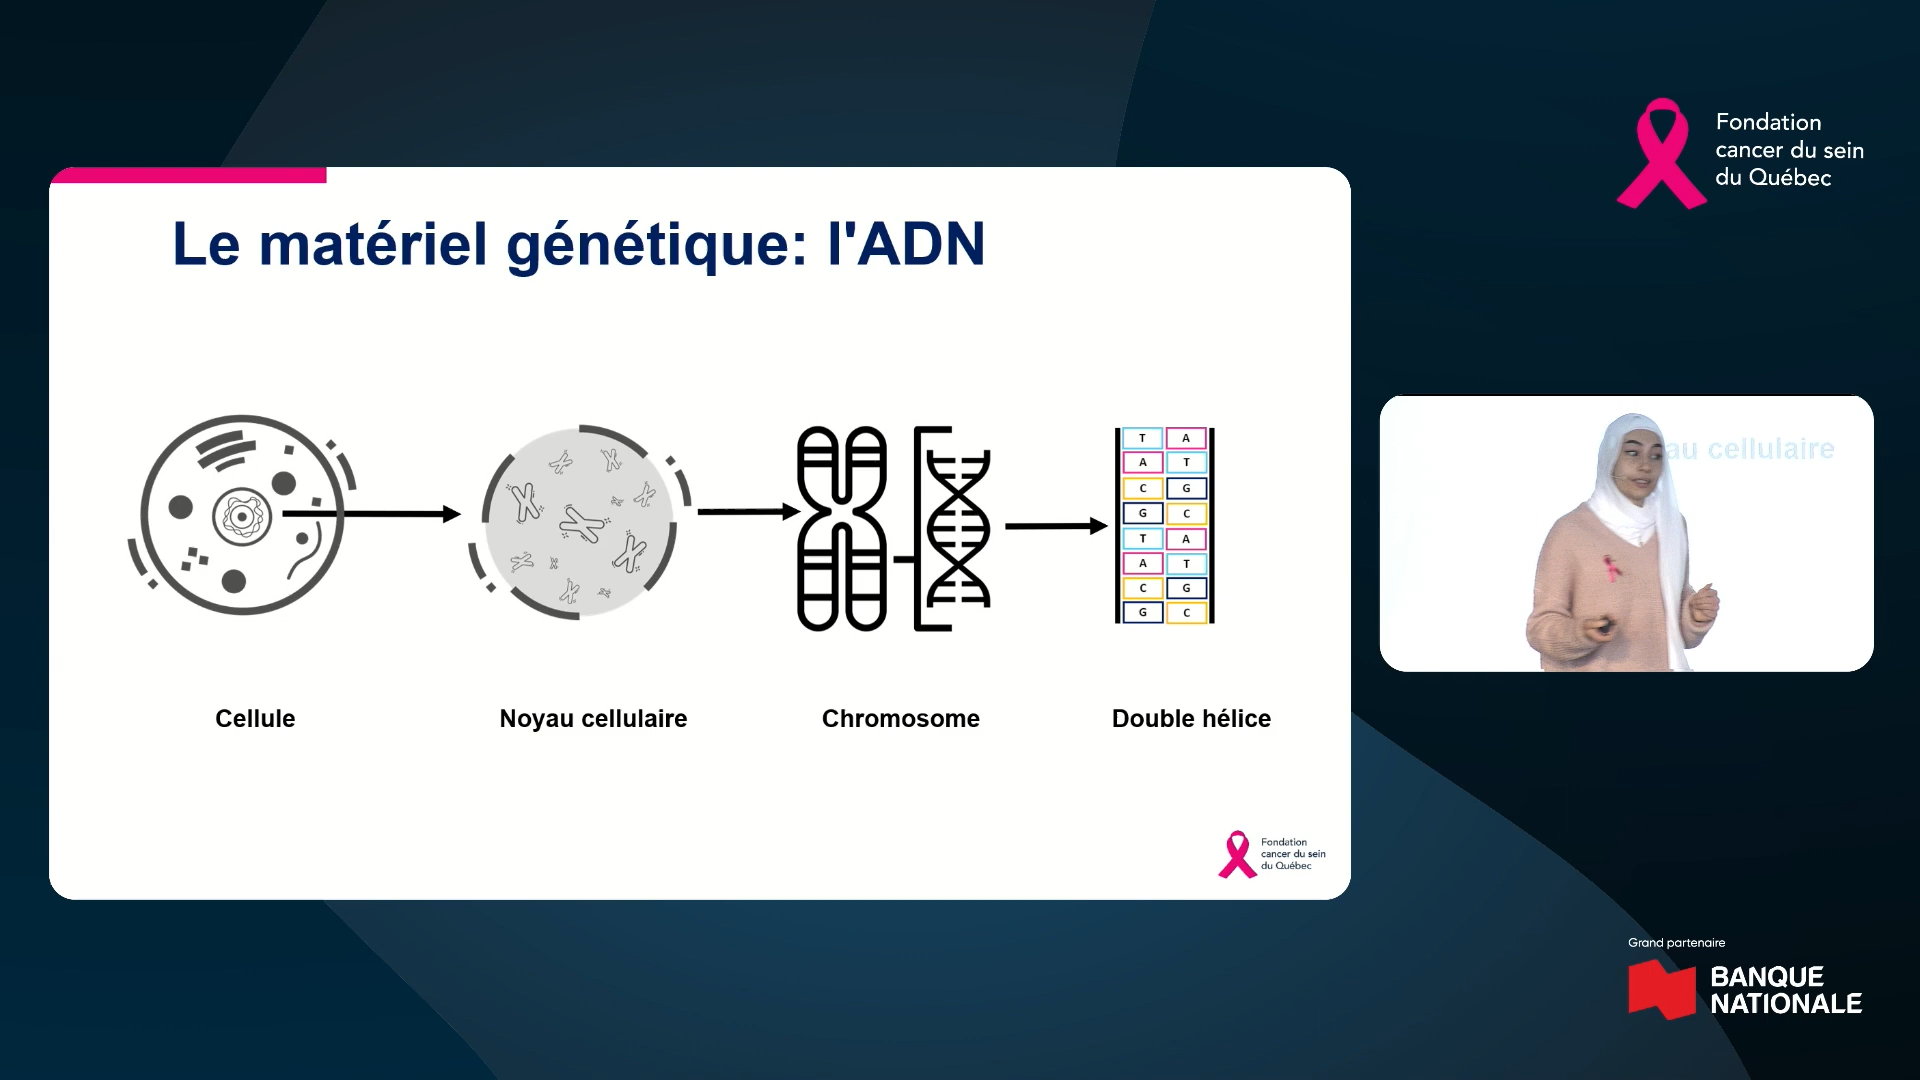 Fondation
cancer du sein
du Québec
Le matériel génétique: l'ADN
T A
A T
C G
G C
T A
A T
C G
G C
Cellule
Noyau cellulaire
Chromosome
Double hélice
Fondation
cancer du sein
du Québec
au cellulaire
Grand partenaire
BANQUE
NATIONALE